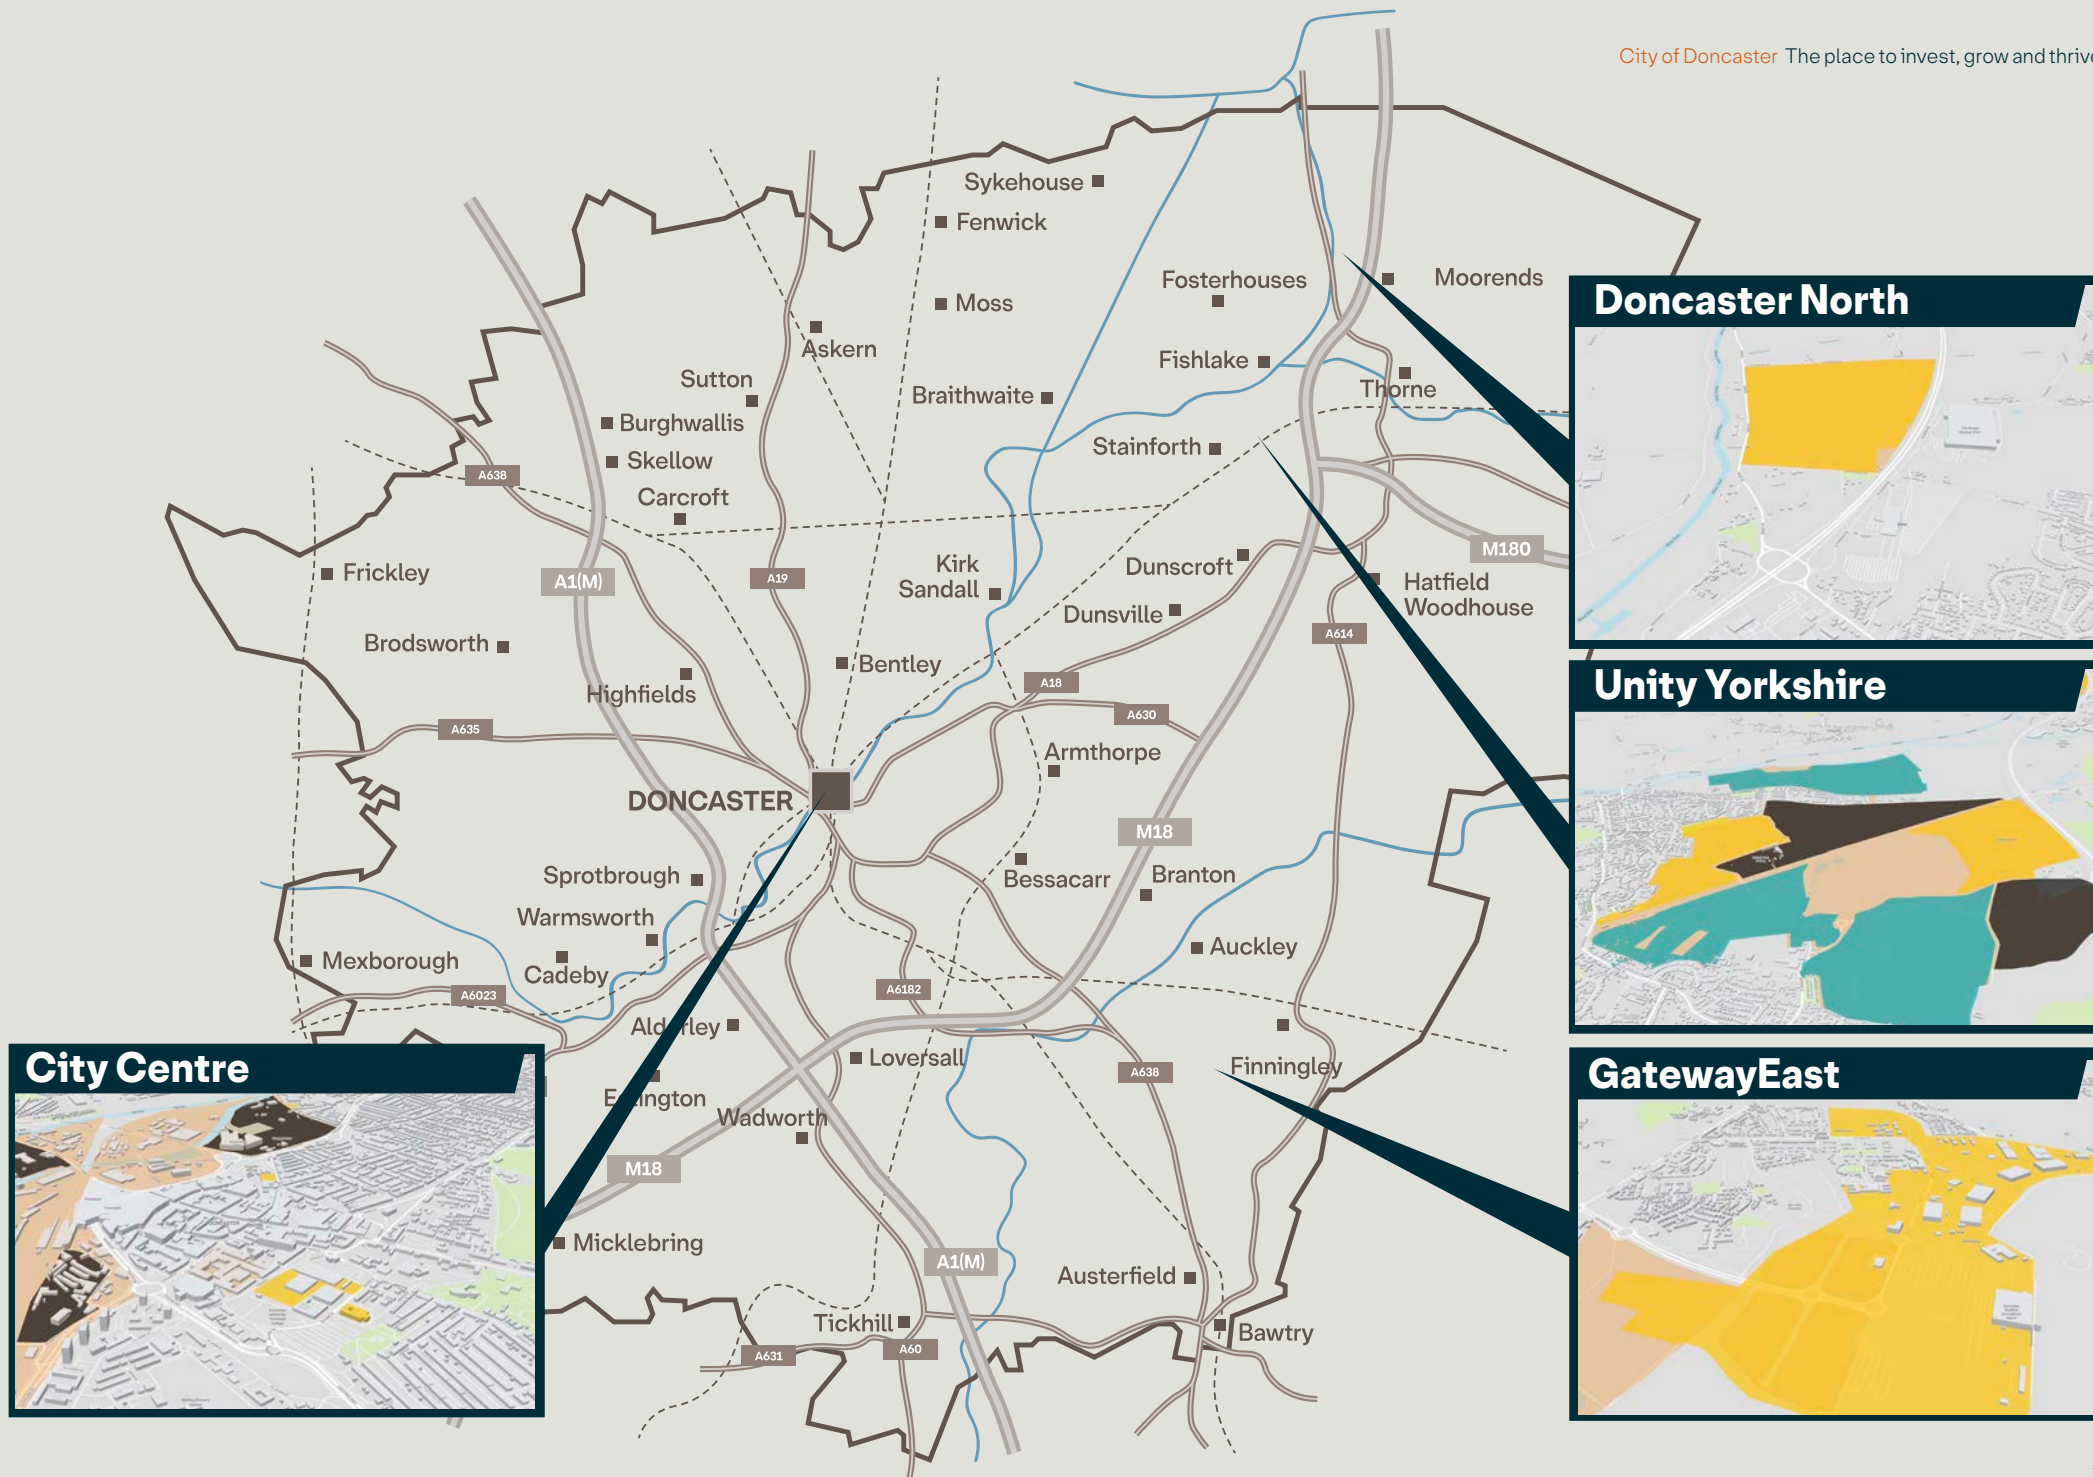 City of Doncaster The place to invest, grow and thrive
Sykehouse
Fenwick
Fosterhouses
Moorends
Doncaster North
Moss
Askern
Fishlake
Sutton
Thorne
Braithwaite
Burghwallis
Stainforth
Skellow
A638
Carcroft
M180
Kirk
Sandall
Dunscroft
Frickley
A1(M)
A19
Hatfield
Woodhouse
Dunsville
A614
Brodsworth
Bentley
Unity Yorkshire
Highfields
A18
A630
A635
Armthorpe
DONCASTER
M18
Sprotbrough
Bessacarr
Branton
Warmsworth
Auckley
Mexborough
Cadeby
A6182
A6023
Loversall
A638
Finningley
City Centre
GatewayEast
Wadworth
M18
Micklebring
A1(M)
Austerfield
Tickhill
Bawtry
A60
A631